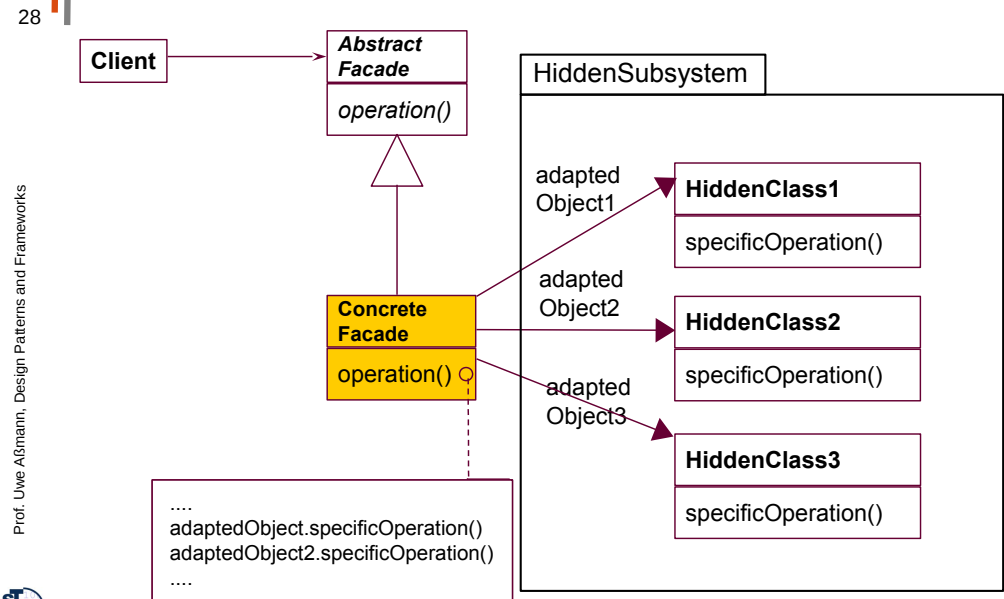 28
Client
Abstract
Facade
operation()
HiddenSubsystem
adapted
Object1
HiddenClass1
specificOperation()
adapted
Object2
HiddenClass2
specificOperation()
Concrete
Facade
operation()
adapted
Object3
HiddenClass3
specificOperation()
....
adaptedObject.specificOperation()
adaptedObject2.specificOperation()
....
Prof. Uwe Aßmann, Design Patterns and Frameworks